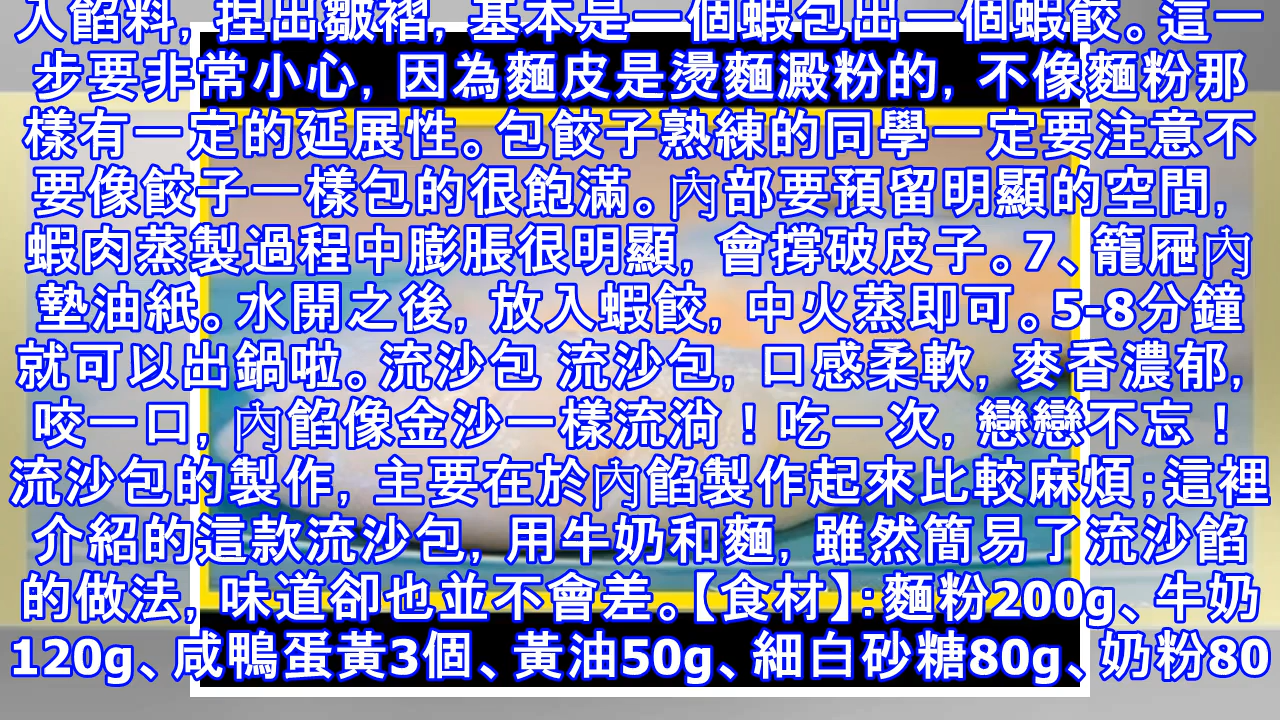 入餡料, 捏出皺褶, 基本是一個蝦包出一個蝦餃。這一
步要非常小心, 因為麵皮是燙麵澱粉的, 不像麵粉那
樣有一定的延展性。包餃子熟練的同學一定要注意不
要像餃子一樣包的很飽滿。內部要預留明顯的空間,
蝦肉蒸製過程中膨脹很明顯, 會撐破皮子。7、籠屜內
墊油紙。水開之後, 放入蝦餃, 中火蒸即可。5-8分鐘
就可以出鍋啦。流沙包 流沙包, 口感柔軟, 麥香濃郁,
咬一口, 內餡像金沙一樣流淌！吃一次, 戀戀不忘！
流沙包的製作, 主要在於內餡製作起來比較麻煩;這裡
介紹的這款流沙包, 用牛奶和麵, 雖然簡易了流沙餡
的做法, 味道卻也並不會差。【食材】:麵粉200g、牛奶
120g、咸鴨蛋黃3個、黃油50g、細白砂糖80g、奶粉80